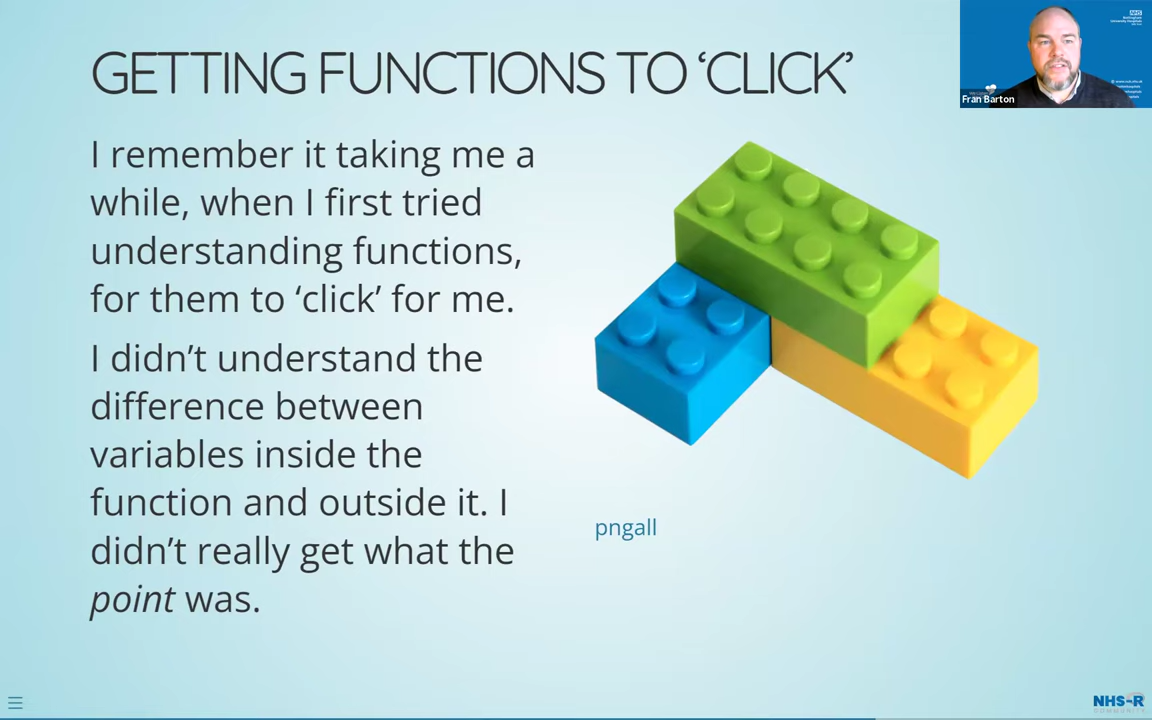 GETTING FUNCTIONS TO ‘CLICK’
I remember it taking me a
while, when I first tried
understanding functions,
for them to ‘click’ for me.
I didn’t understand the
difference between
variables inside the
function and outside it. I
didn’t really get what the
point was.
pngall
Fran Barton
NHS
NHS-R
COMMUNITY